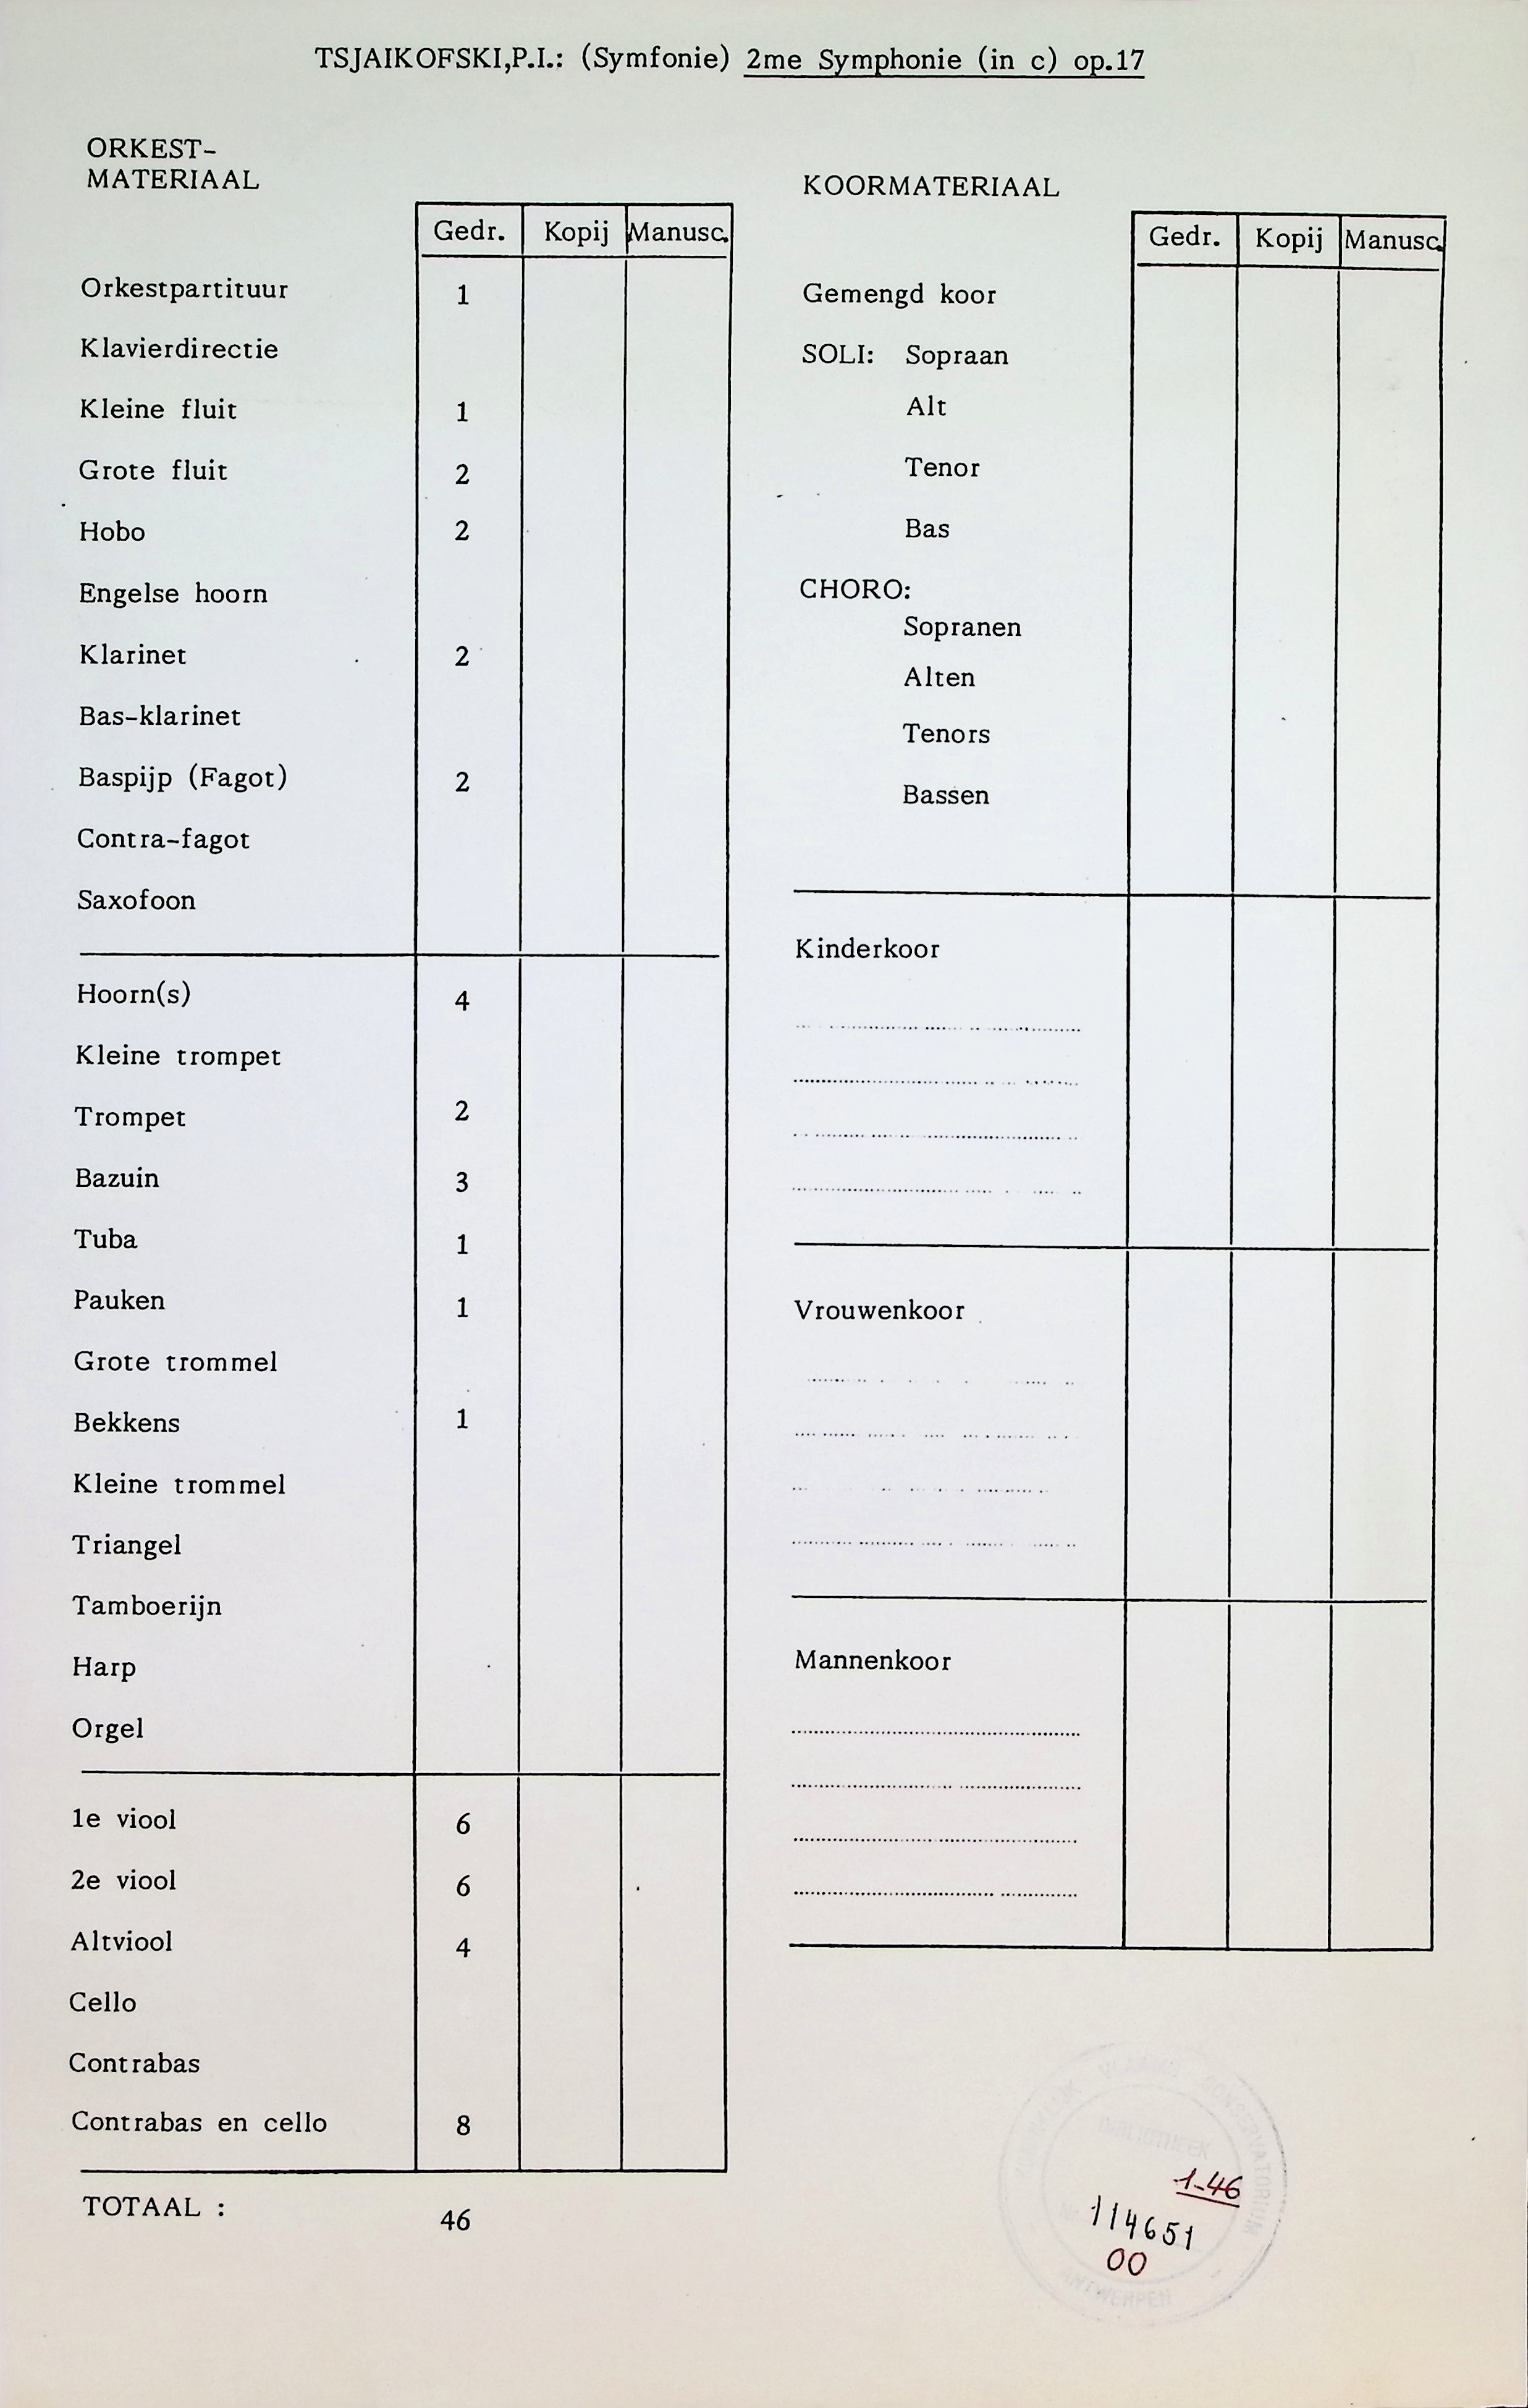 TSJAIKOFSKI,P.I.: (Symfonie) 2me Symphonie (in c) op.17
ORKEST-
MATERIAAL
Gedr. Kopij Manusc.
Orkestpartituur 1
Klavierdirectie
Kleine fluit 1
Grote fluit 2
Hobo 2
Engelse hoorn
Klarinet 2
Bas-klarinet
Baspijp (Fagot) 2
Contra-fagot
Saxofoon
Hoorn(s) 4
Kleine trompet
Trompet 2
Bazuin 3
Tuba 1
Pauken 1
Grote trommel
Bekkens 1
Kleine trommel
Triangel
Tamboerijn
Harp
Orgel
1e viool 6
2e viool 6
Altviool 4
Cello
Contrabas
Contrabas en cello 8
TOTAAL : 46
KOORMATERIAAL
Gedr. Kopij Manusc.
Gemengd koor
SOLI: Sopraan
Alt
Tenor
Bas
CHORO:
Sopranen
Alten
Tenors
Bassen
Kinderkoor
Vrouwenkoor
Mannenkoor
KONINKLIJK VLAAMS CONSERVATORIUM
BIBLIOTHEEK
ANTWERPEN
1-46
114651
00